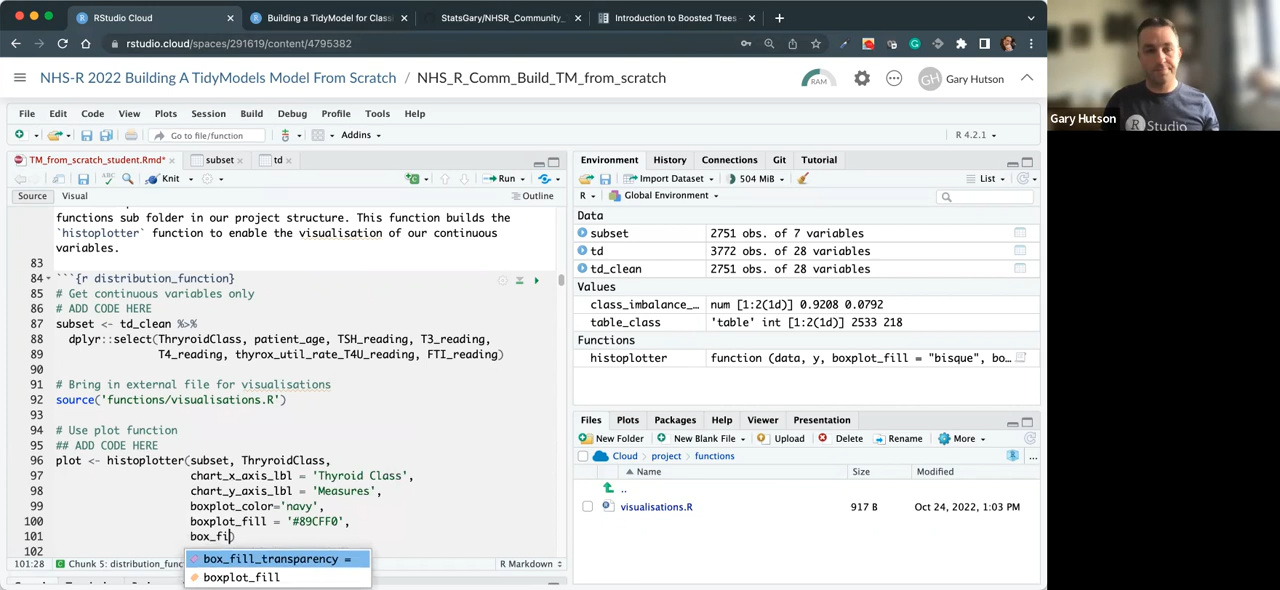 RStudio Cloud
Building a TidyModel for Class
StatsGary/NHSR_Community_
Introduction to Boosted Trees
rstudio.cloud/spaces/291619/content/4795382
NHS-R 2022 Building A TidyModels Model From Scratch / NHS_R_Comm_Build_TM_from_scratch
RAM
GH
Gary Hutson
File Edit Code View Plots Session Build Debug Profile Tools Help
Go to file/function
Addins
R 4.2.1
TM_from_scratch_student.Rmd*
subset
td
Knit
Run
Source
Visual
Outline
functions sub folder in our project structure. This function builds the
`histoplotter` function to enable the visualisation of our continuous
variables.
83
84 ```{r distribution_function}
85 # Get continuous variables only
86 # ADD CODE HERE
87 subset <- td_clean %>%
88 dplyr::select(ThryroidClass, patient_age, TSH_reading, T3_reading,
89 T4_reading, thyrox_util_rate_T4U_reading, FTI_reading)
90
91 # Bring in external file for visualisations
92 source('functions/visualisations.R')
93
94 # Use plot function
95 ## ADD CODE HERE
96 plot <- histoplotter(subset, ThryroidClass,
97 chart_x_axis_lbl = 'Thyroid Class',
98 chart_y_axis_lbl = 'Measures',
99 boxplot_color='navy',
100 boxplot_fill = '#89CFF0',
101 box_fi)
102
box_fill_transparency =
boxplot_fill
101:28
Chunk 5: distribution_func
R Markdown
Environment
History
Connections
Git
Tutorial
Import Dataset
504 MiB
List
R
Global Environment
Data
subset 2751 obs. of 7 variables
td 3772 obs. of 28 variables
td_clean 2751 obs. of 28 variables
Values
class_imbalance_… num [1:2(1d)] 0.9208 0.0792
table_class 'table' int [1:2(1d)] 2533 218
Functions
histoplotter function (data, y, boxplot_fill = "bisque", bo…
Files
Plots
Packages
Help
Viewer
Presentation
New Folder
New Blank File
Upload
Delete
Rename
More
Cloud
project
functions
...
Name
Size
Modified
..
visualisations.R
917 B
Oct 24, 2022, 1:03 PM
Gary Hutson
R Studio